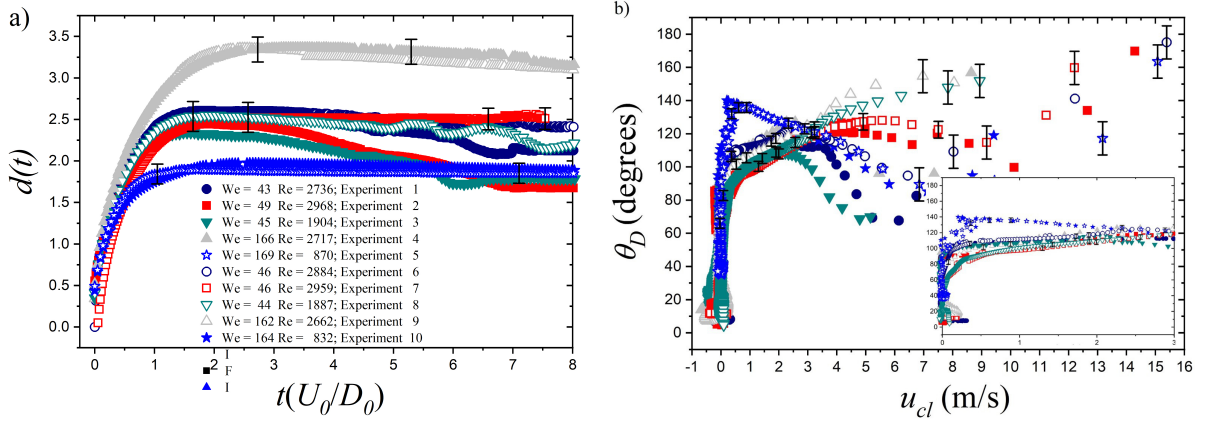 a)
3.5
3.0
2.5
2.0
1.5
1.0
0.5
0.0
d(t)
We = 43 Re = 2736; Experiment 1
We = 49 Re = 2968; Experiment 2
We = 45 Re = 1904; Experiment 3
We = 166 Re = 2717; Experiment 4
We = 169 Re = 870; Experiment 5
We = 46 Re = 2884; Experiment 6
We = 46 Re = 2959; Experiment 7
We = 44 Re = 1887; Experiment 8
We = 162 Re = 2662; Experiment 9
We = 164 Re = 832; Experiment 10
I
F
I
0 1 2 3 4 5 6 7 8
t(U0/D0)
b)
180
160
140
120
100
80
60
40
20
0
θD (degrees)
190
180
160
140
120
100
80
60
40
20
0
0 1 2 3
-2 -1 0 1 2 3 4 5 6 7 8 9 10 11 12 13 14 15 16
ucl (m/s)